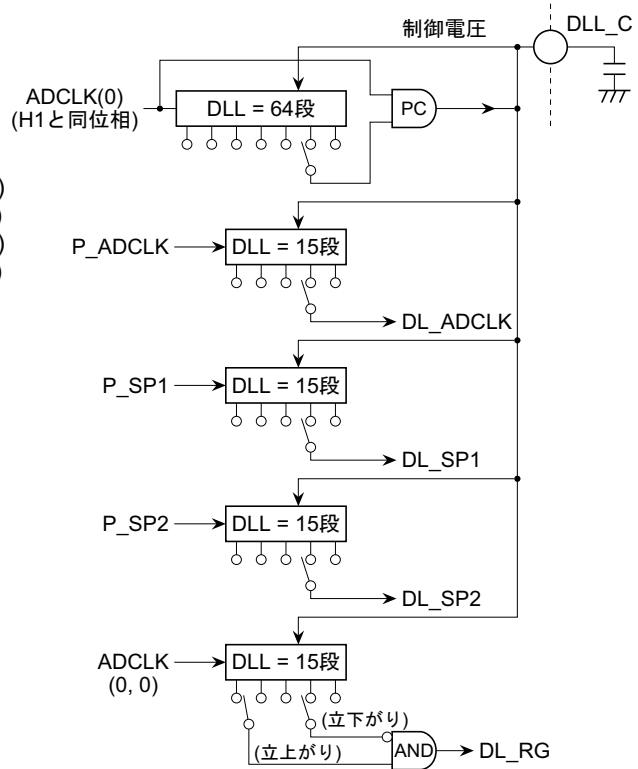 制御電圧
DLL_C
ADCLK(0)
(H1と同位相)
DLL = 64段
PC
)
)
)
)
P_ADCLK
DLL = 15段
DL_ADCLK
P_SP1
DLL = 15段
DL_SP1
P_SP2
DLL = 15段
DL_SP2
ADCLK
(0, 0)
DLL = 15段
(立下がり)
(立上がり)
AND
DL_RG